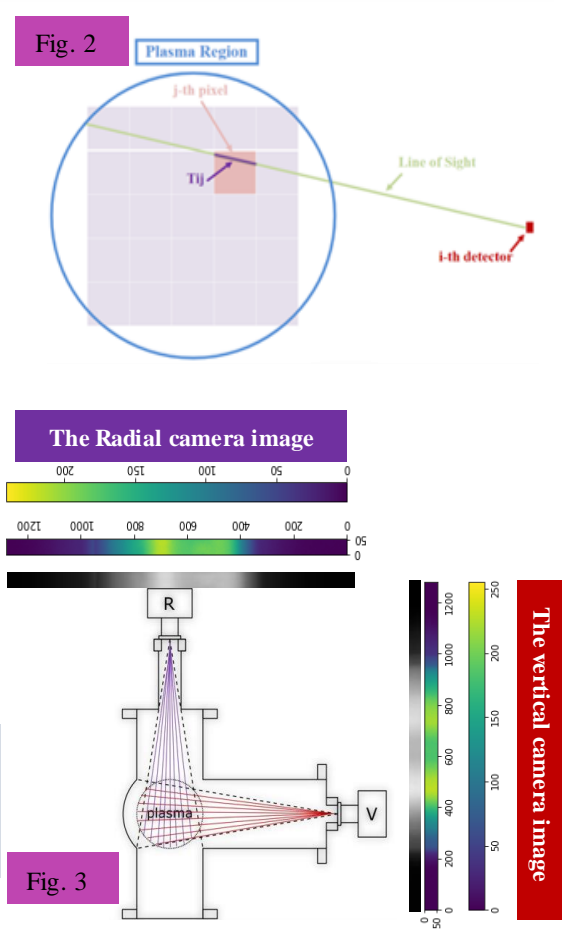 Fig. 2
Plasma Region
j-th pixel
Line of Sight
Tij
i-th detector
The Radial camera image
200 150 100 50 0
1200 1000 800 600 400 200 0
50
0
R
1200
1000
800
600
400
200
0
0
50
250
200
150
100
50
0
The vertical camera image
plasma
V
Fig. 3